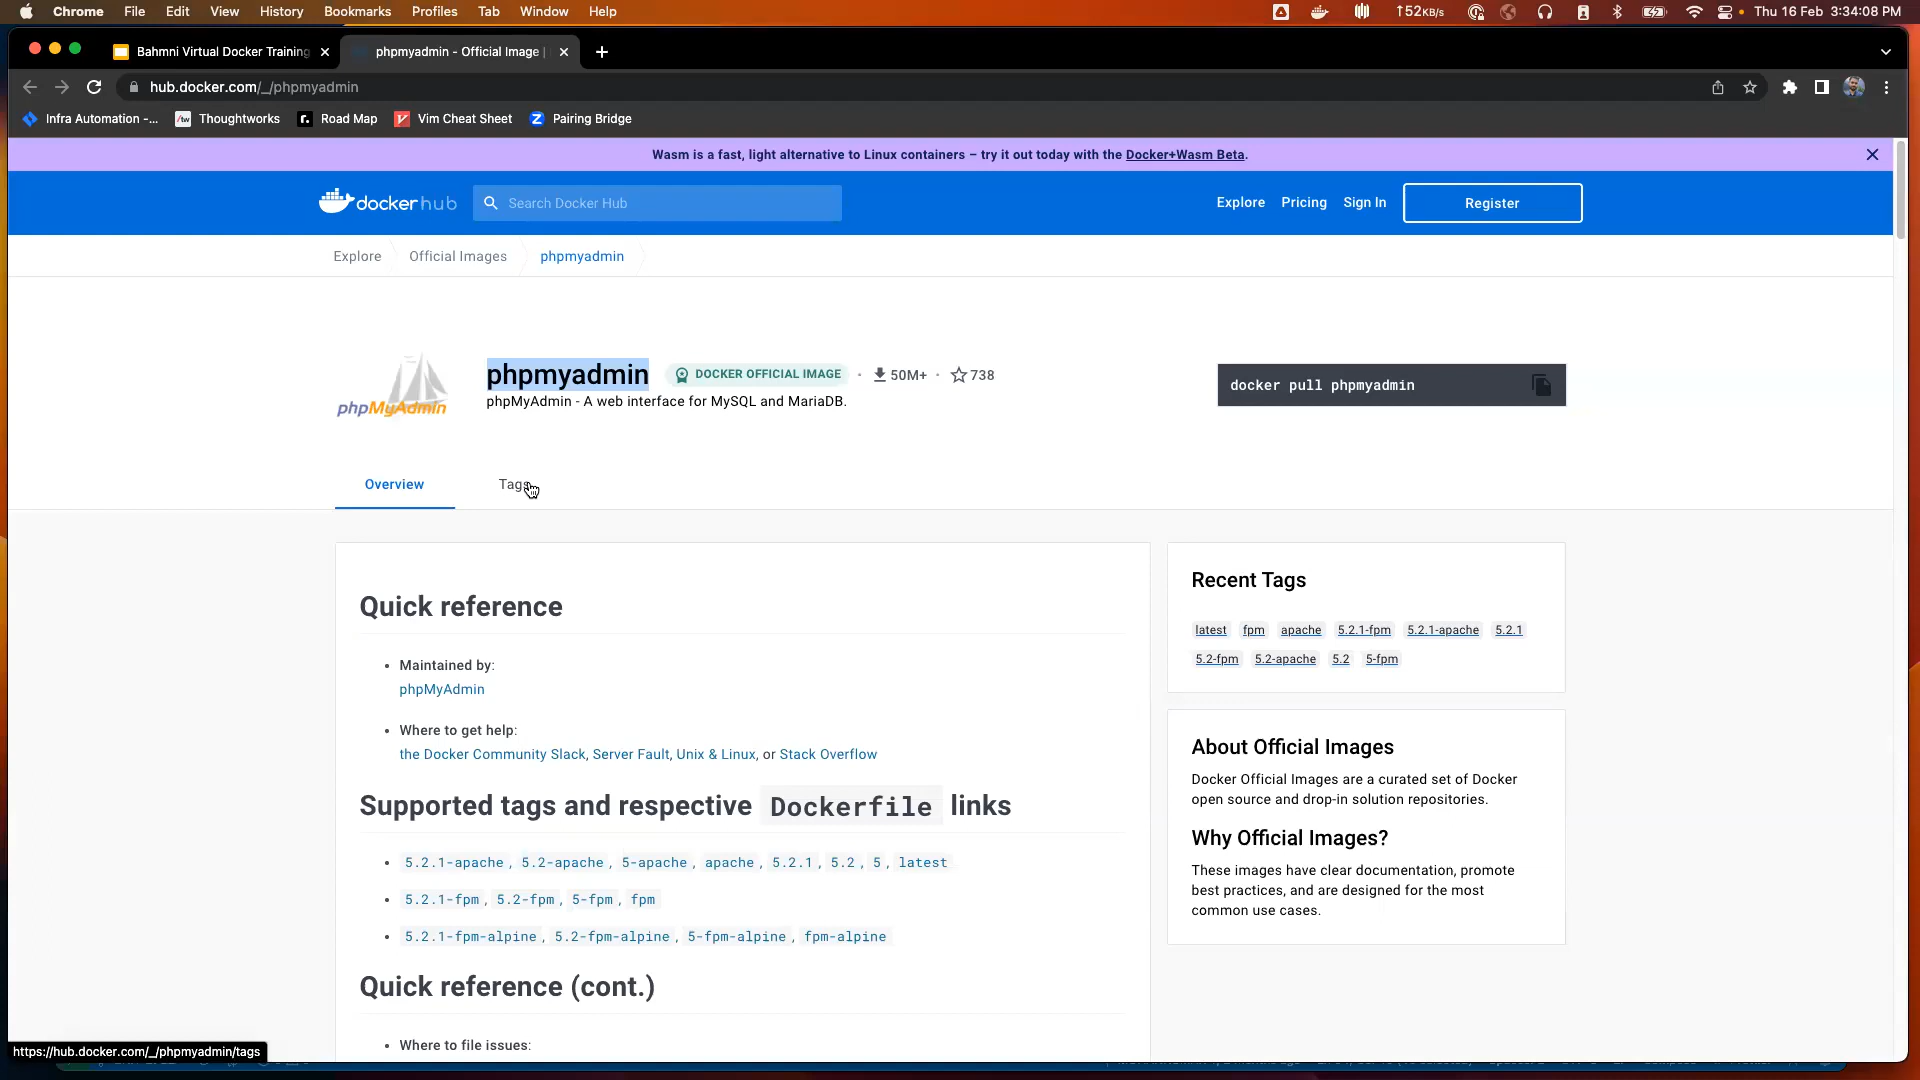 Chrome File Edit View History Bookmarks Profiles Tab Window Help ↑52KB/s Thu 16 Feb 3:34:08 PM
Bahmni Virtual Docker Training phpmyadmin - Official Image |
hub.docker.com/_/phpmyadmin
Infra Automation -... /tw Thoughtworks r. Road Map Vim Cheat Sheet Z Pairing Bridge
Wasm is a fast, light alternative to Linux containers – try it out today with the Docker+Wasm Beta.
dockerhub Search Docker Hub Explore Pricing Sign In Register
Explore Official Images phpmyadmin
phpMyAdmin
phpmyadmin DOCKER OFFICIAL IMAGE · 50M+ · 738
phpMyAdmin - A web interface for MySQL and MariaDB.
docker pull phpmyadmin
Overview Tags
Quick reference
• Maintained by:
phpMyAdmin
• Where to get help:
the Docker Community Slack, Server Fault, Unix & Linux, or Stack Overflow
Supported tags and respective Dockerfile links
• 5.2.1-apache, 5.2-apache, 5-apache, apache, 5.2.1, 5.2, 5, latest
• 5.2.1-fpm, 5.2-fpm, 5-fpm, fpm
• 5.2.1-fpm-alpine, 5.2-fpm-alpine, 5-fpm-alpine, fpm-alpine
Quick reference (cont.)
• Where to file issues:
Recent Tags
latest fpm apache 5.2.1-fpm 5.2.1-apache 5.2.1
5.2-fpm 5.2-apache 5.2 5-fpm
About Official Images
Docker Official Images are a curated set of Docker
open source and drop-in solution repositories.
Why Official Images?
These images have clear documentation, promote
best practices, and are designed for the most
common use cases.
https://hub.docker.com/_/phpmyadmin/tags